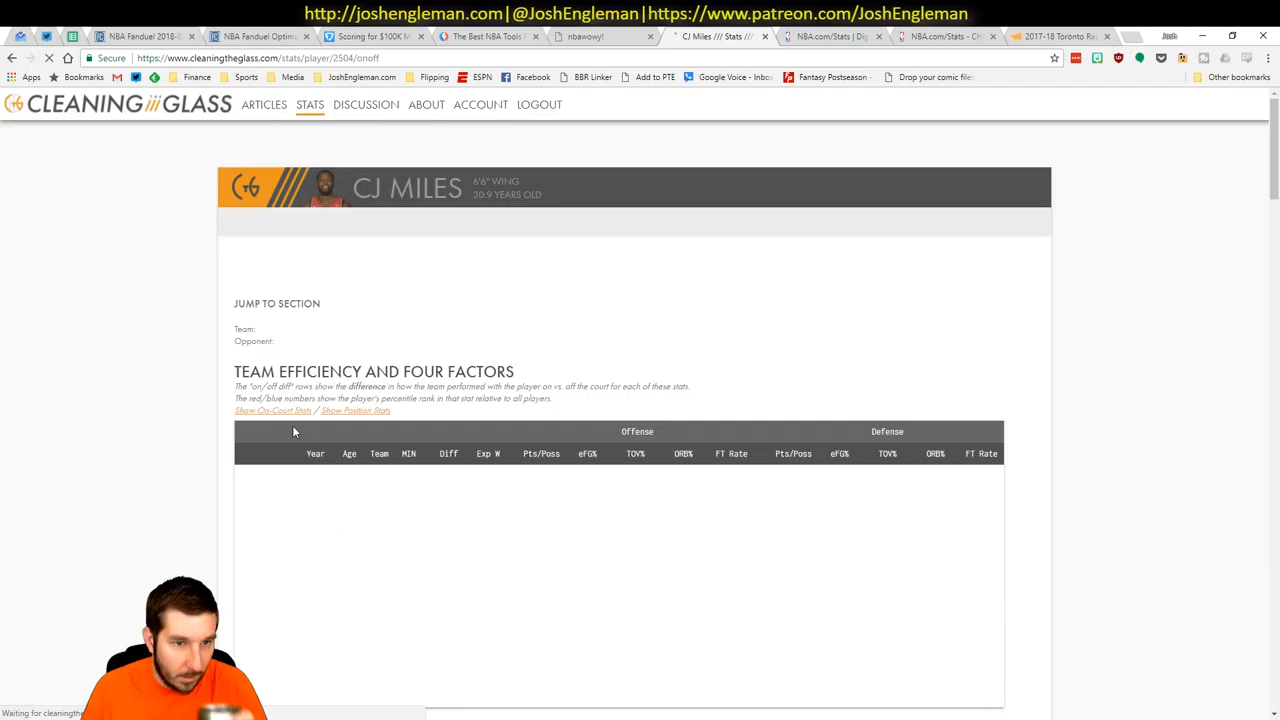 http://joshengleman.com|@JoshEngleman|https://www.patreon.com/JoshEngleman
NBA Fanduel 2018-0 NBA Fanduel Optima Scoring for $100K M The Best NBA Tools F nbawowy! CJ Miles /// Stats /// NBA.com/Stats | Dig NBA.com/Stats - CH 2017-18 Toronto Ra Josh
Secure https://www.cleaningtheglass.com/stats/player/2504/onoff
Apps Bookmarks Finance Sports Media JoshEngleman.com Flipping ESPN Facebook BBR Linker Add to PTE Google Voice - Inbox Fantasy Postseason Drop your comic files Other bookmarks
CLEANING GLASS ARTICLES STATS DISCUSSION ABOUT ACCOUNT LOGOUT
CJ MILES
6'6" WING
30.9 YEARS OLD
JUMP TO SECTION
Team:
Opponent:
TEAM EFFICIENCY AND FOUR FACTORS
The "on/off diff" rows show the difference in how the team performed with the player on vs. off the court for each of these stats.
The red/blue numbers show the player's percentile rank in that stat relative to all players.
Show On-Court Stats / Show Position Stats
Offense Defense
Year Age Team MIN Diff Exp W Pts/Poss eFG% TOV% ORB% FT Rate Pts/Poss eFG% TOV% ORB% FT Rate
Waiting for cleaningthe